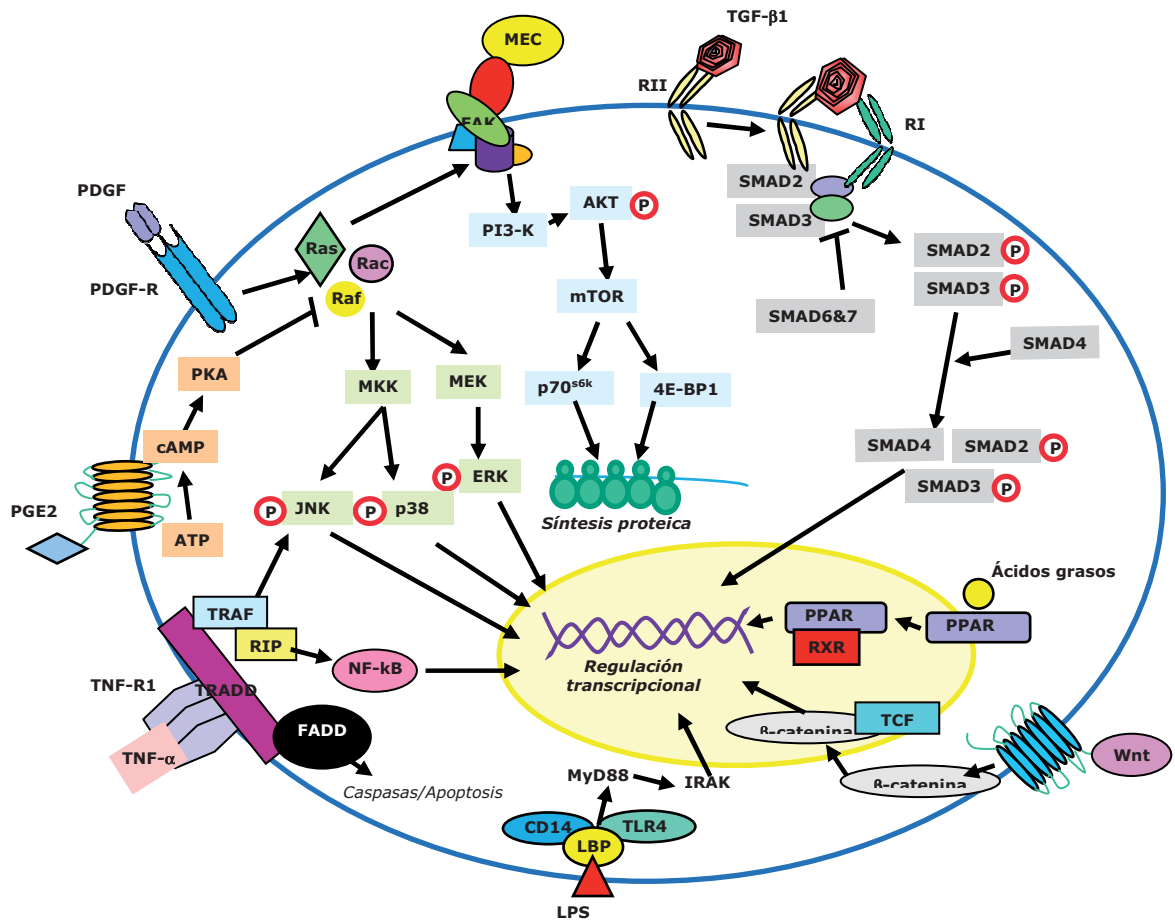 TGF-β1
MEC
RII
FAK
RI
SMAD2
PDGF
AKT
P
SMAD3
PI3-K
Ras
SMAD2
P
Rac
PDGF-R
SMAD3
P
mTOR
Raf
SMAD6&7
SMAD4
PKA
MEK
MKK
p70s6k
4E-BP1
cAMP
SMAD4
SMAD2
P
P
ERK
SMAD3
P
PGE2
P
JNK
P
p38
Síntesis proteica
ATP
Ácidos grasos
TRAF
PPAR
PPAR
RIP
RXR
NF-kB
Regulación
transcripcional
TNF-R1
TRADD
TCF
β-catenina
FADD
TNF-α
Wnt
MyD88
IRAK
β-catenina
Caspasas/Apoptosis
CD14
TLR4
LBP
LPS